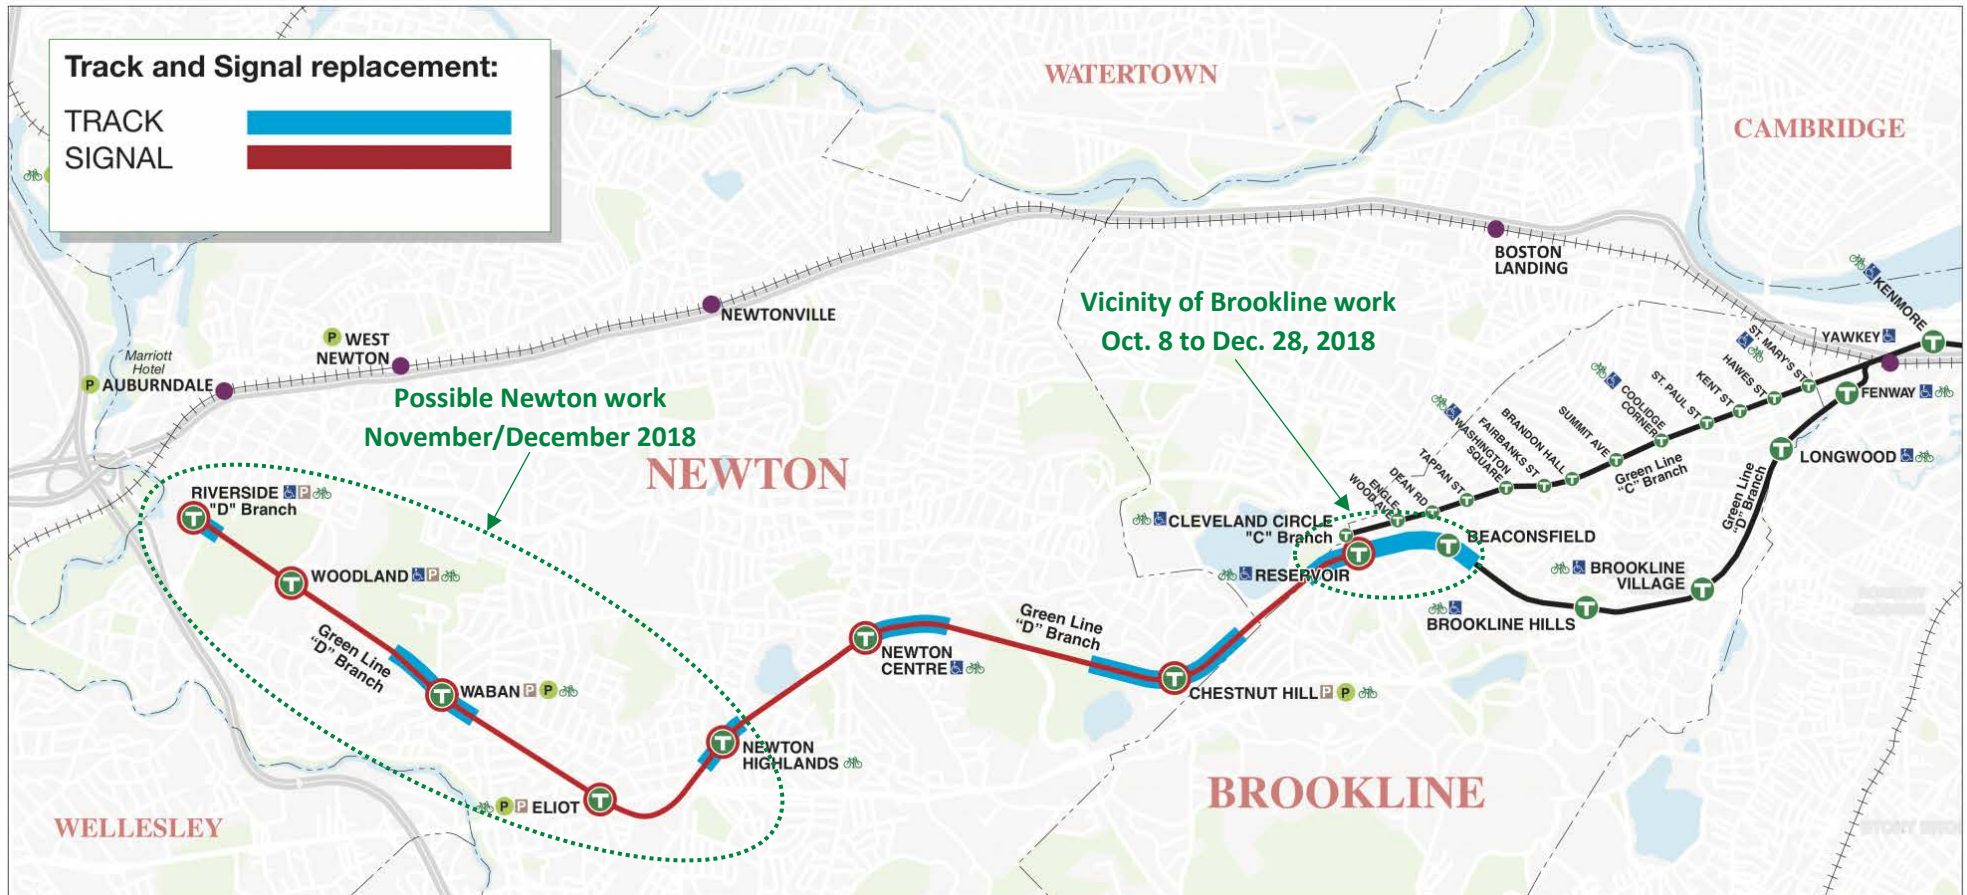 Track and Signal replacement:
TRACK
SIGNAL
WATERTOWN
CAMBRIDGE
BOSTON
LANDING
KENMORE
NEWTONVILLE
P WEST
NEWTON
Marriott
Hotel
P AUBURNDALE
Vicinity of Brookline work
Oct. 8 to Dec. 28, 2018
YAWKEY
ST. MARY'S ST
HAWES ST
KENT ST
ST. PAUL ST
COOLIDGE
CORNER
SUMMIT AVE
BRANDON HALL
FAIRBANKS ST
WASHINGTON
SQUARE
TAPPAN ST
DEAN RD
ENGLE-
WOOD AVE
Green Line
"C" Branch
FENWAY
LONGWOOD
Green Line
"D" Branch
Possible Newton work
November/December 2018
NEWTON
RIVERSIDE P
"D" Branch
T
WOODLAND P
T
Green Line
"D" Branch
WABAN P P
T
P P ELIOT
T
NEWTON
HIGHLANDS
T
NEWTON
CENTRE
T
Green Line
"D" Branch
CHESTNUT HILL P P
T
CLEVELAND CIRCLE
"C" Branch
RESERVOIR
T
BEACONSFIELD
T
BROOKLINE
VILLAGE
T
BROOKLINE HILLS
T
BROOKLINE
WELLESLEY